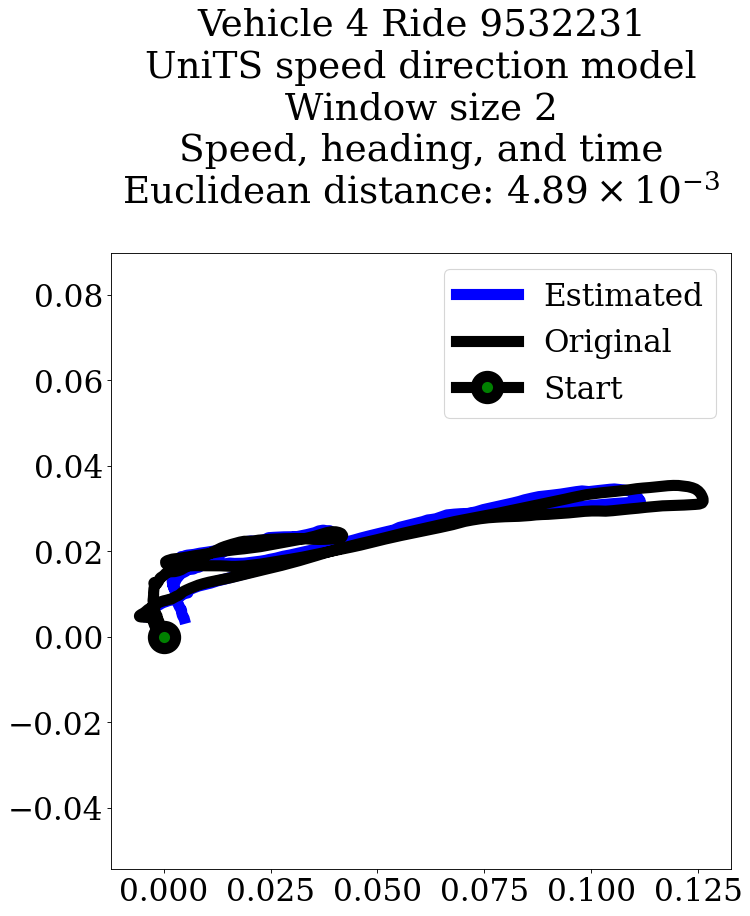 Vehicle 4 Ride 9532231
UniTS speed direction model
Window size 2
Speed, heading, and time
Euclidean distance: 4.89 × 10⁻³
Estimated
Original
Start
0.08
0.06
0.04
0.02
0.00
−0.02
−0.04
0.000 0.025 0.050 0.075 0.100 0.125